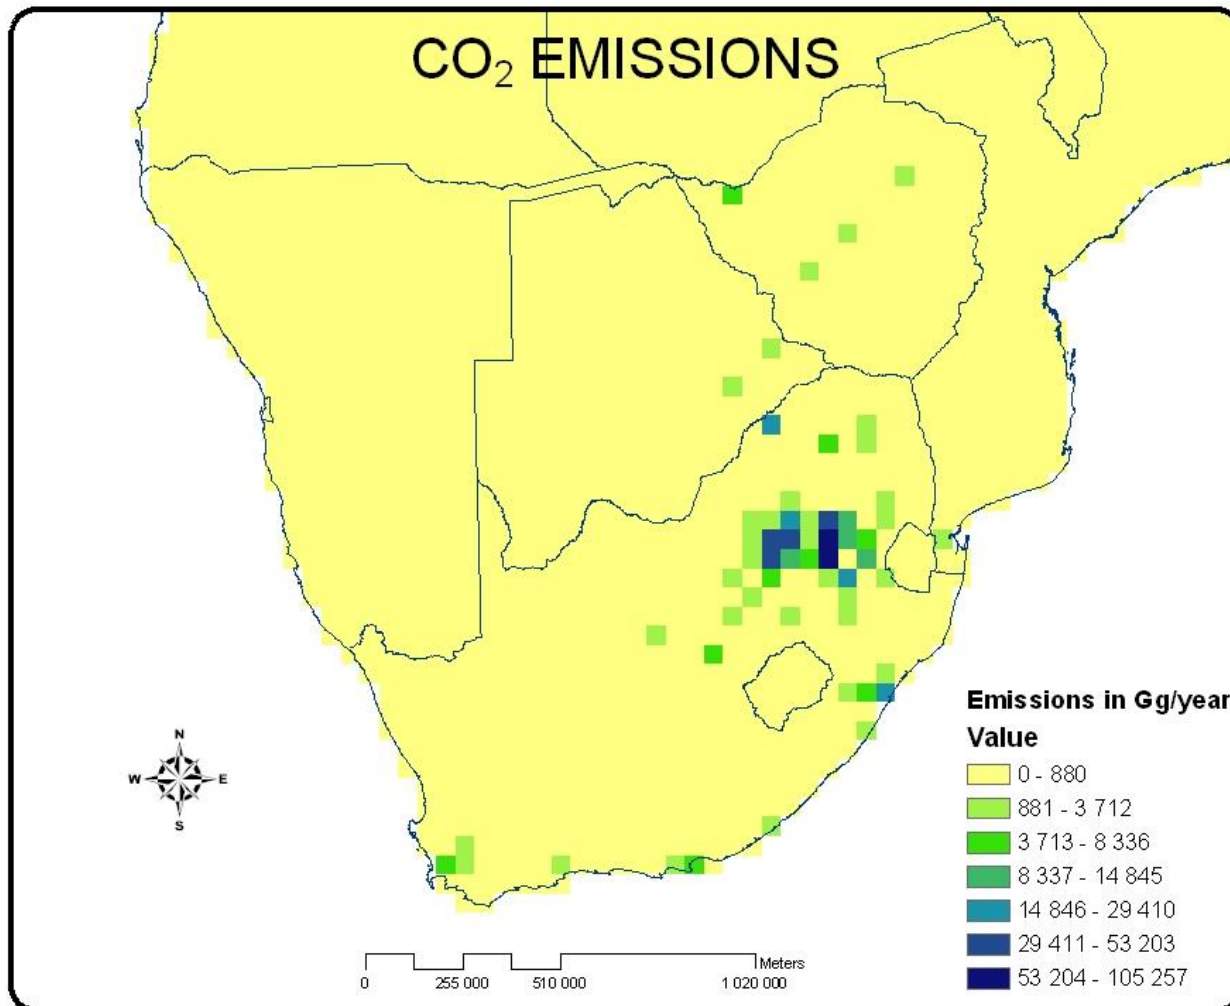 CO₂ EMISSIONS
N
W E
S
Emissions in Gg/year
Value
0 - 880
881 - 3 712
3 713 - 8 336
8 337 - 14 845
14 846 - 29 410
29 411 - 53 203
53 204 - 105 257
Meters
0 255 000 510 000 1 020 000